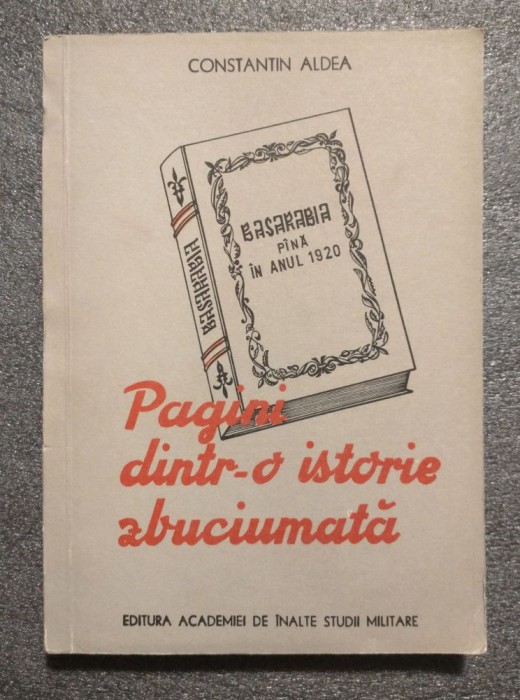 CONSTANTIN ALDEA
BASARABIA
BASARABIA
PÎNĂ
ÎN ANUL 1920
Pagini
dintr-o istorie
zbuciumată
EDITURA ACADEMIEI DE ÎNALTE STUDII MILITARE